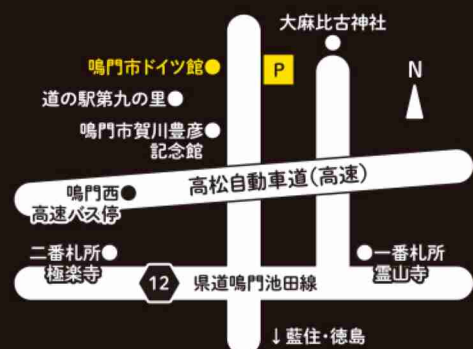 大麻比古神社
鳴門市ドイツ館
P
N
道の駅第九の里
鳴門市賀川豊彦
記念館
高松自動車道(高速)
鳴門西
高速バス停
二番札所
極楽寺
一番札所
霊山寺
12
県道鳴門池田線
↓藍住・徳島